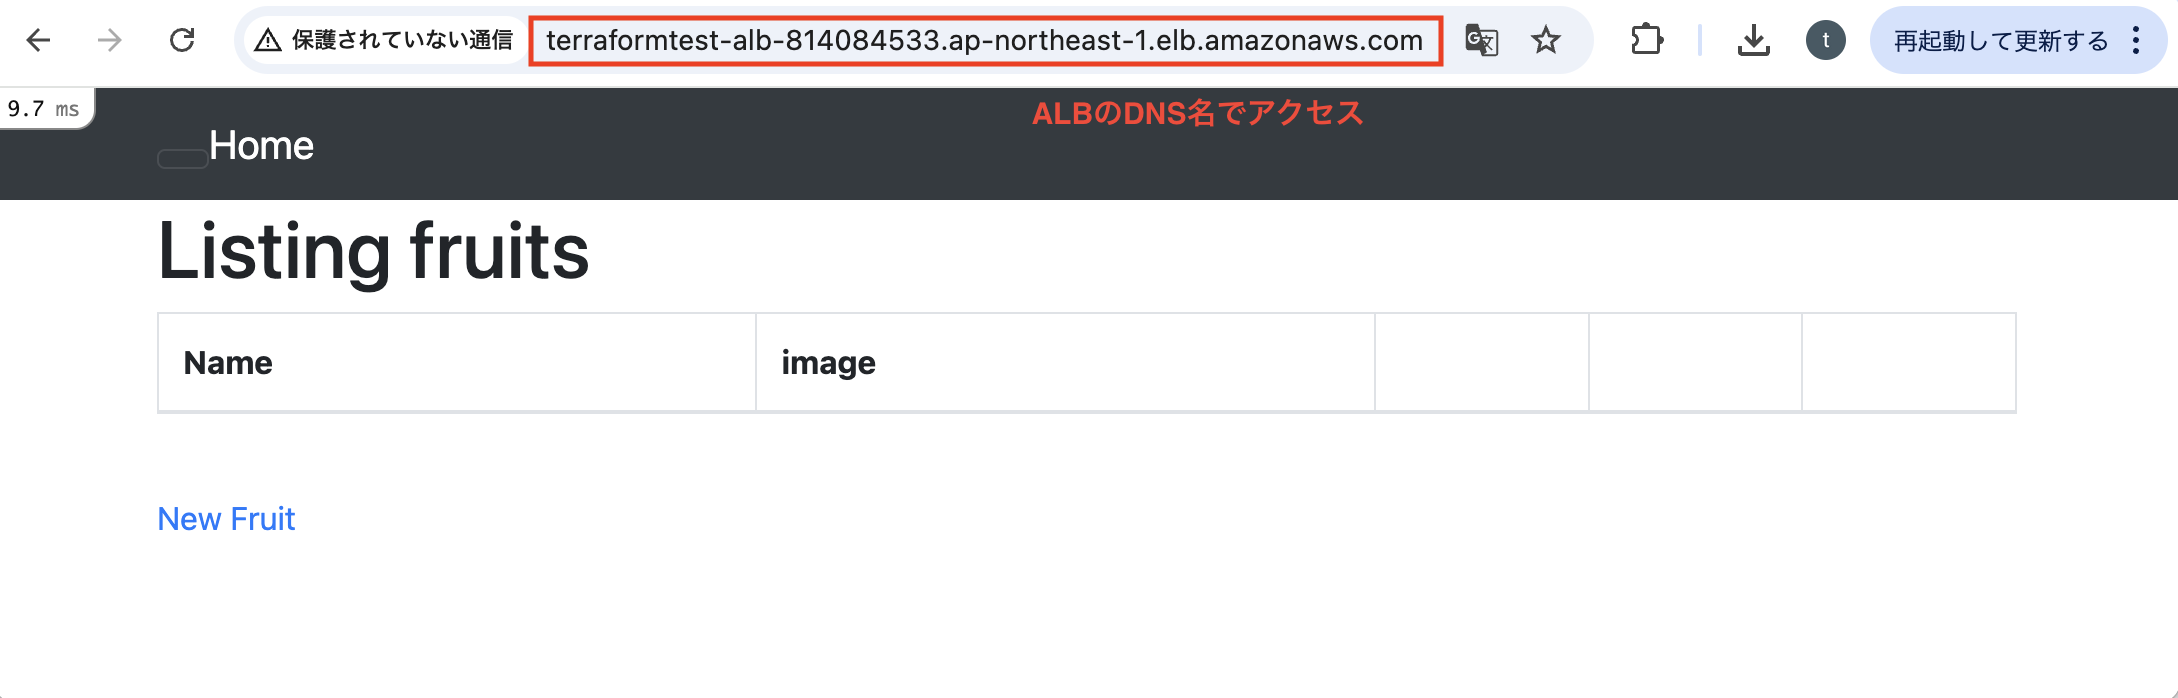 保護されていない通信 terraformtest-alb-814084533.ap-northeast-1.elb.amazonaws.com t 再起動して更新する
9.7 ms
ALBのDNS名でアクセス
Home
Listing fruits
Name image
New Fruit